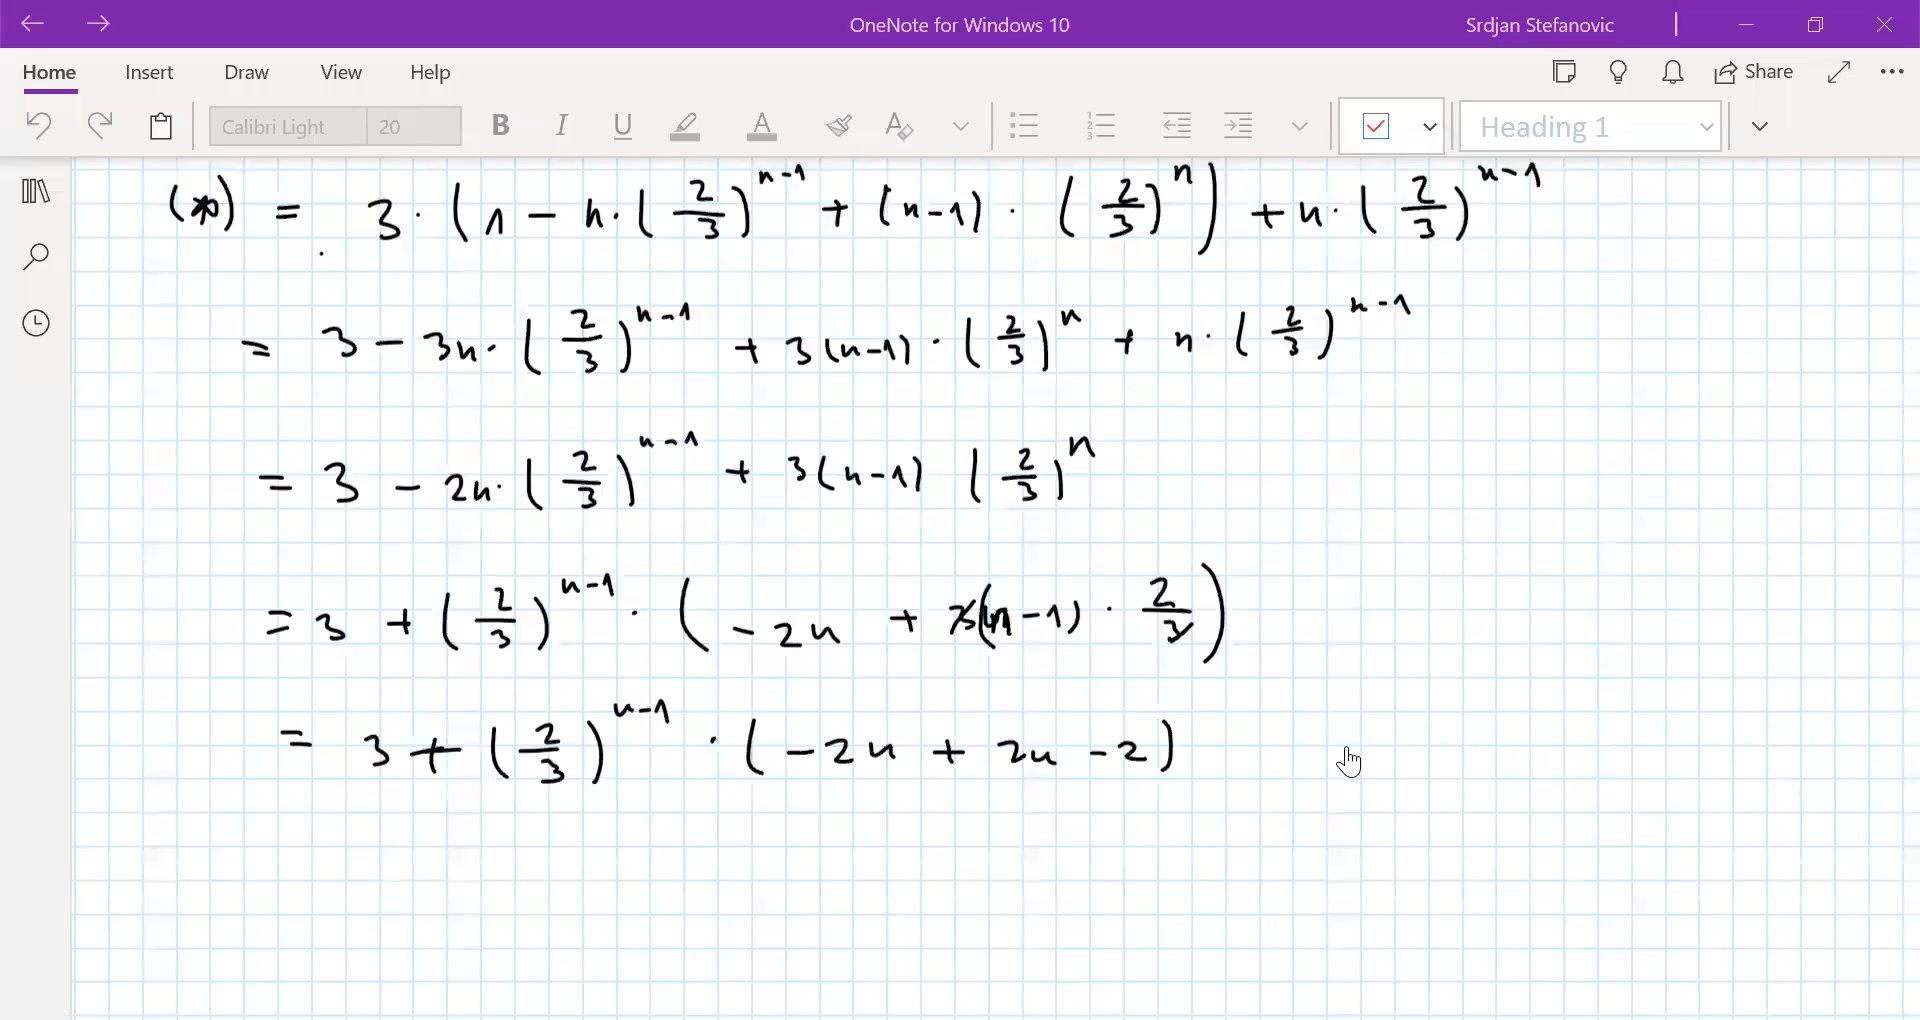 OneNote for Windows 10 Srdjan Stefanovic
Home Insert Draw View Help Share
Calibri Light 20 B I U A Heading 1
(*) = 3 · (1 - n · (2/3)^(n-1) + (n-1) · (2/3)^n) + n · (2/3)^(n-1)
= 3 - 3n · (2/3)^(n-1) + 3(n-1) · (2/3)^n + n · (2/3)^(n-1)
= 3 - 2n · (2/3)^(n-1) + 3(n-1) (2/3)^n
= 3 + (2/3)^(n-1) · (-2n + 3(n-1) · 2/3)
= 3 + (2/3)^(n-1) · (-2n + 2n - 2)